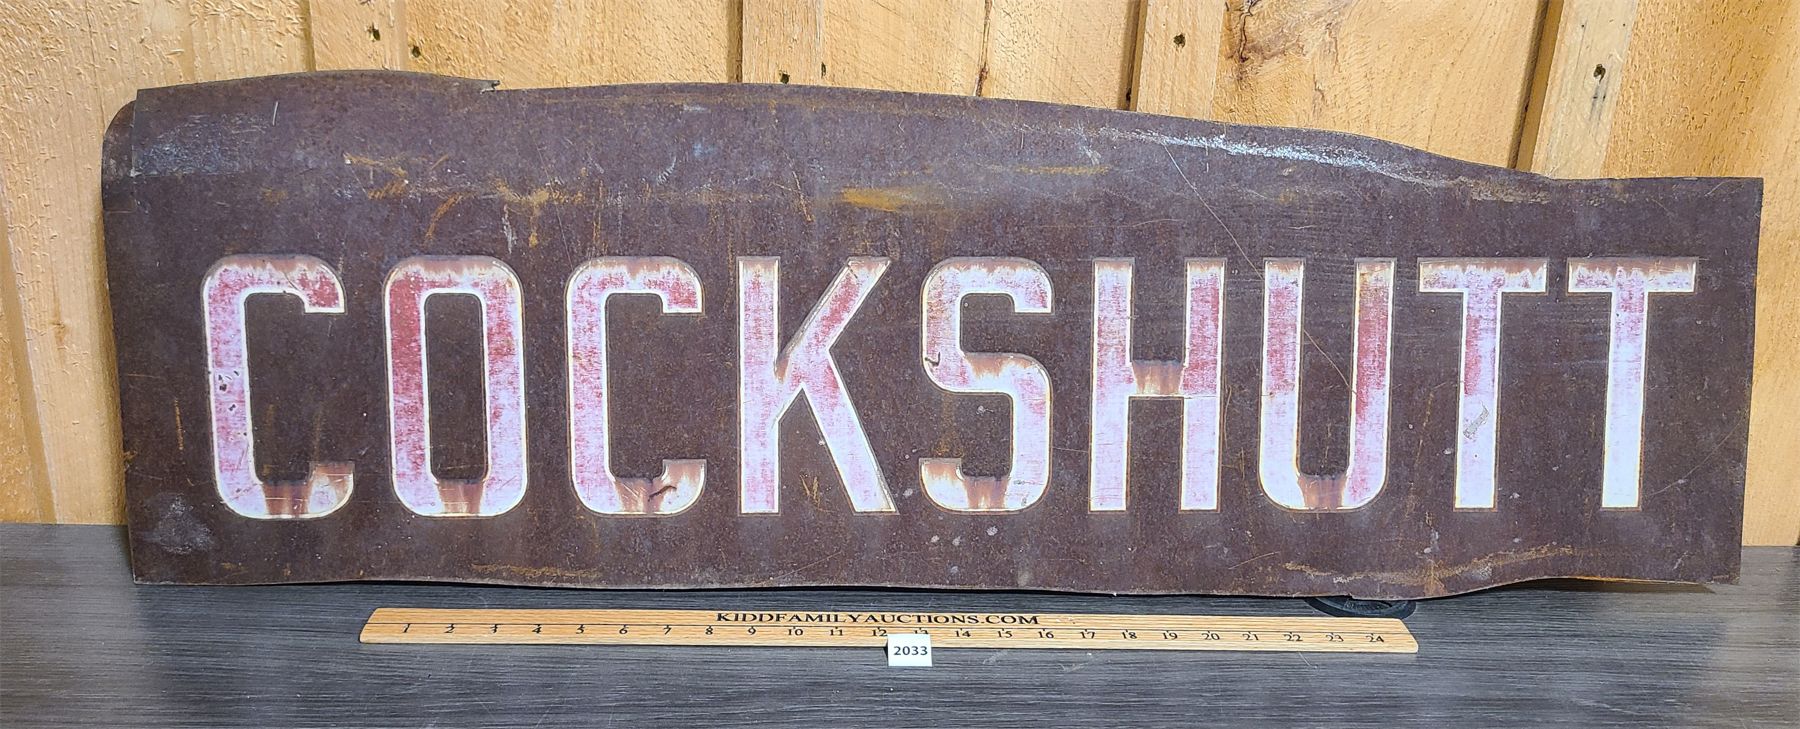 COCKSHUTT
KIDDFAMILYAUCTIONS.COM
1 2 3 4 5 6 7 8 9 10 11 12 13 14 15 16 17 18 19 20 21 22 23 24
2033